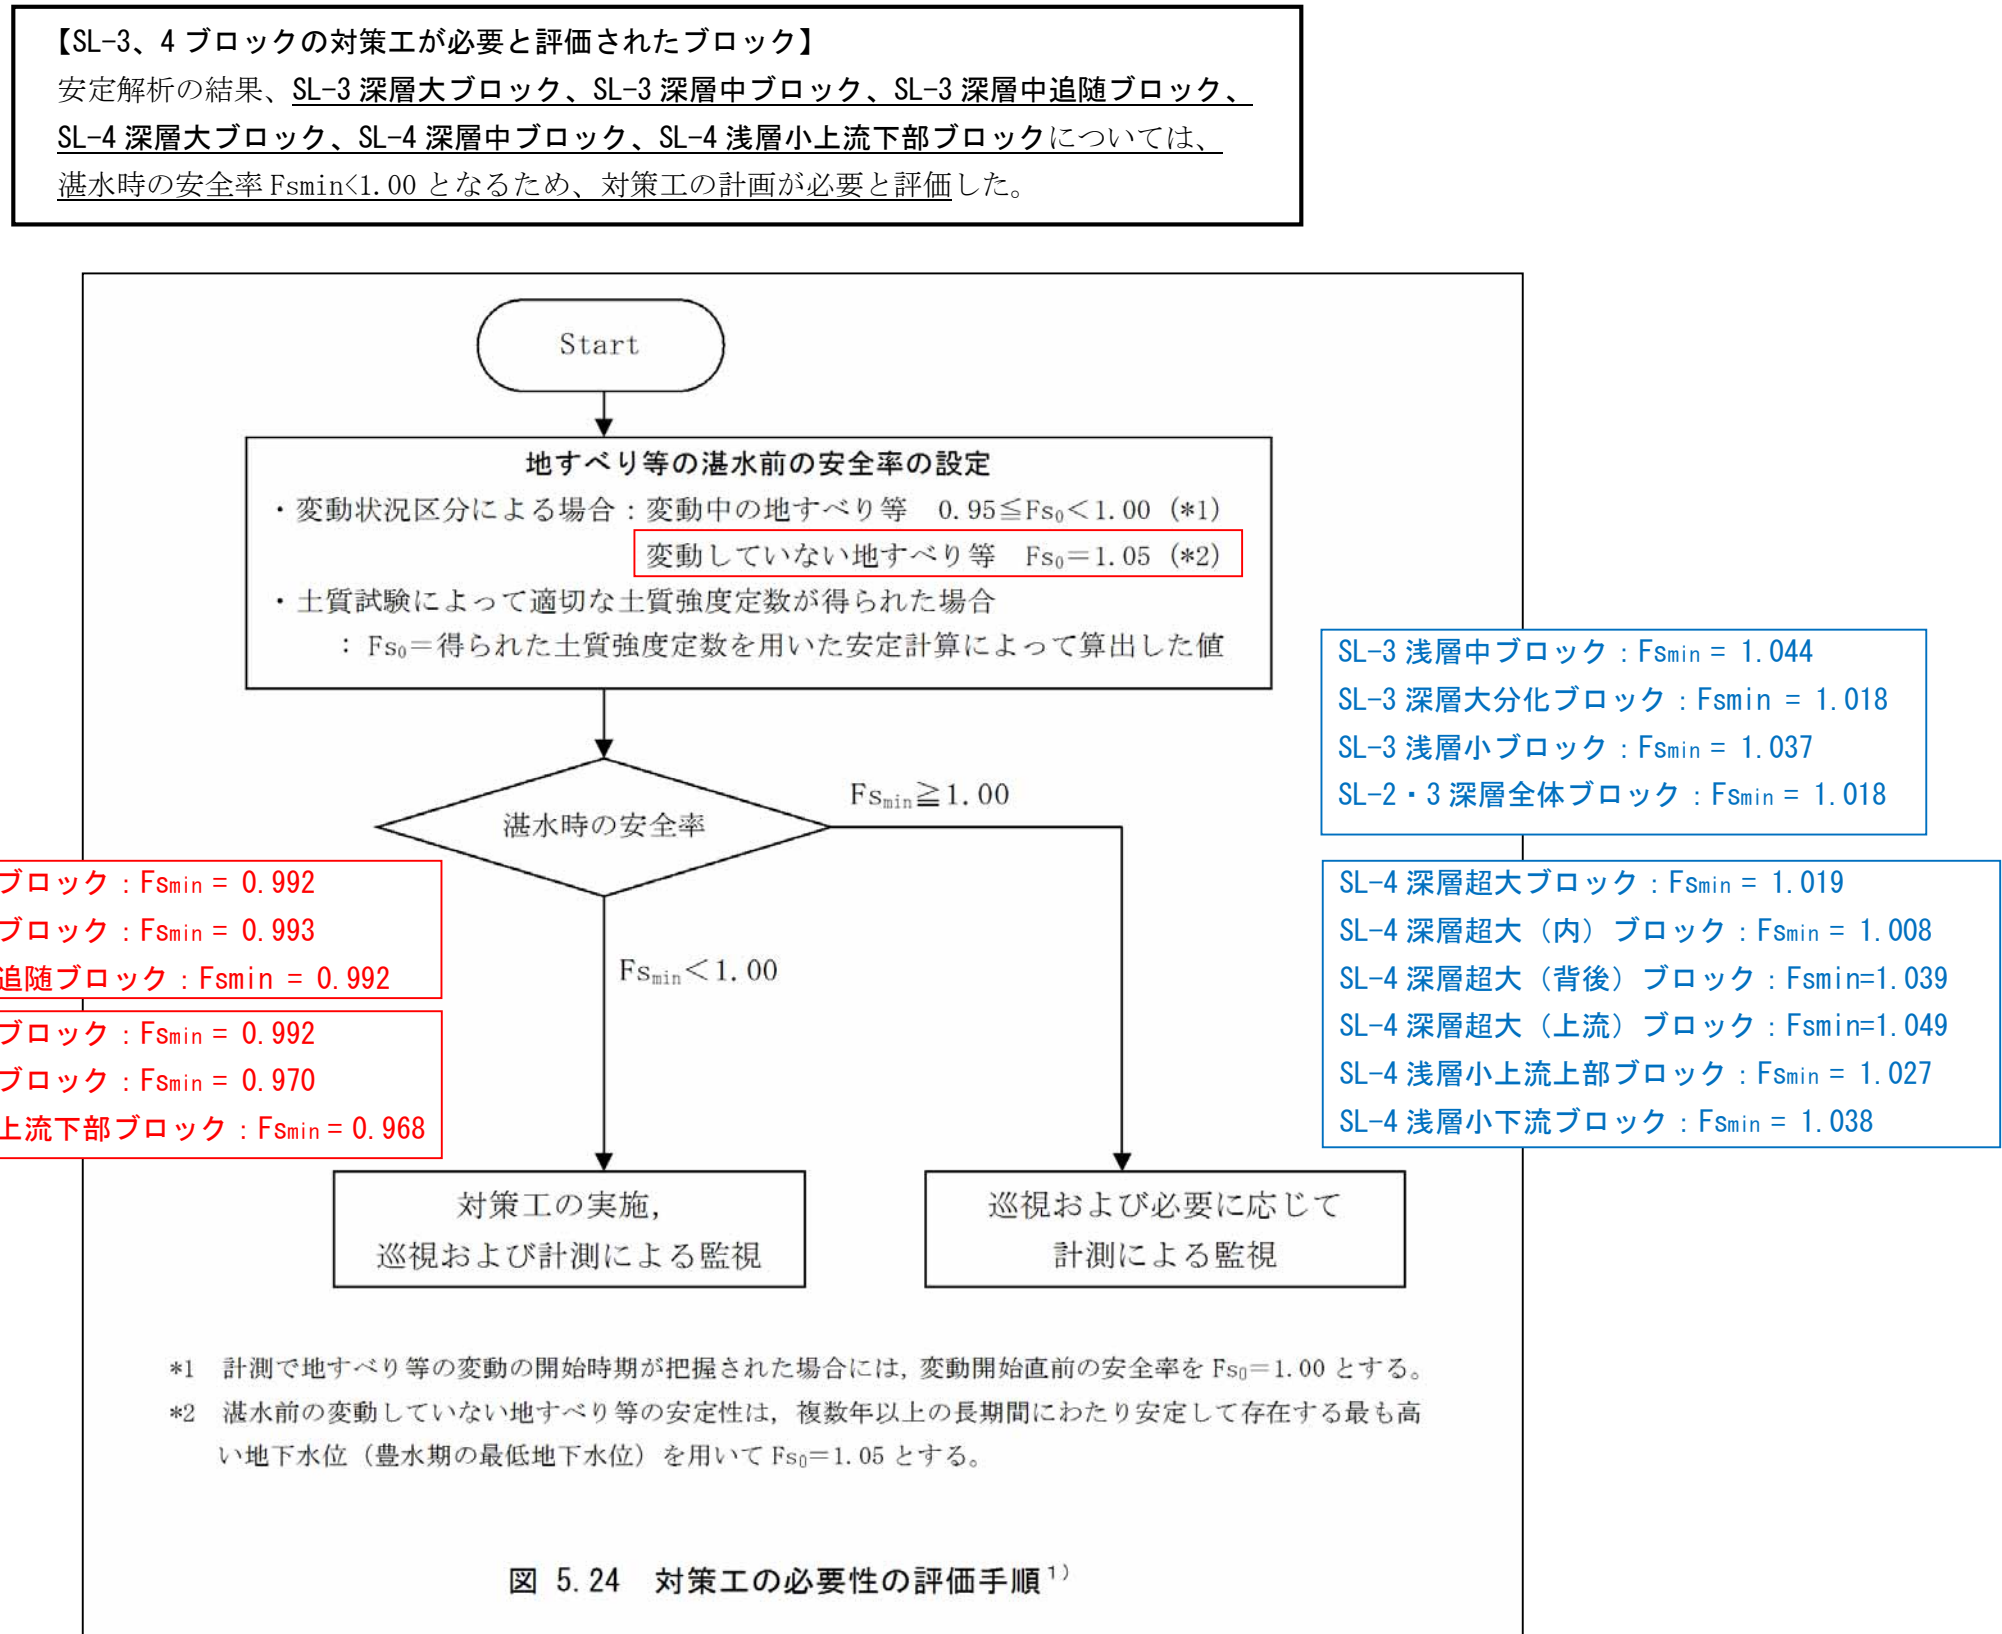 【SL-3、4 ブロックの対策工が必要と評価されたブロック】
安定解析の結果、SL-3 深層大ブロック、SL-3 深層中ブロック、SL-3 深層中追随ブロック、
SL-4 深層大ブロック、SL-4 深層中ブロック、SL-4 浅層小上流下部ブロックについては、
湛水時の安全率 Fsmin<1.00 となるため、対策工の計画が必要と評価した。
Start
地すべり等の湛水前の安全率の設定
・変動状況区分による場合：変動中の地すべり等　0.95≦Fs₀＜1.00 (*1)
変動していない地すべり等　Fs₀＝1.05 (*2)
・土質試験によって適切な土質強度定数が得られた場合
：Fs₀＝得られた土質強度定数を用いた安定計算によって算出した値
SL-3 浅層中ブロック：Fsmin = 1.044
SL-3 深層大分化ブロック：Fsmin = 1.018
SL-3 浅層小ブロック：Fsmin = 1.037
SL-2・3 深層全体ブロック：Fsmin = 1.018
湛水時の安全率
Fsmin≧1.00
ブロック：Fsmin = 0.992
ブロック：Fsmin = 0.993
追随ブロック：Fsmin = 0.992
ブロック：Fsmin = 0.992
ブロック：Fsmin = 0.970
上流下部ブロック：Fsmin = 0.968
Fsmin＜1.00
SL-4 深層超大ブロック：Fsmin = 1.019
SL-4 深層超大（内）ブロック：Fsmin = 1.008
SL-4 深層超大（背後）ブロック：Fsmin=1.039
SL-4 深層超大（上流）ブロック：Fsmin=1.049
SL-4 浅層小上流上部ブロック：Fsmin = 1.027
SL-4 浅層小下流ブロック：Fsmin = 1.038
対策工の実施,
巡視および計測による監視
巡視および必要に応じて
計測による監視
*1　計測で地すべり等の変動の開始時期が把握された場合には, 変動開始直前の安全率を Fs₀＝1.00 とする。
*2　湛水前の変動していない地すべり等の安定性は, 複数年以上の長期間にわたり安定して存在する最も高
い地下水位（豊水期の最低地下水位）を用いて Fs₀＝1.05 とする。
図 5.24　対策工の必要性の評価手順¹⁾